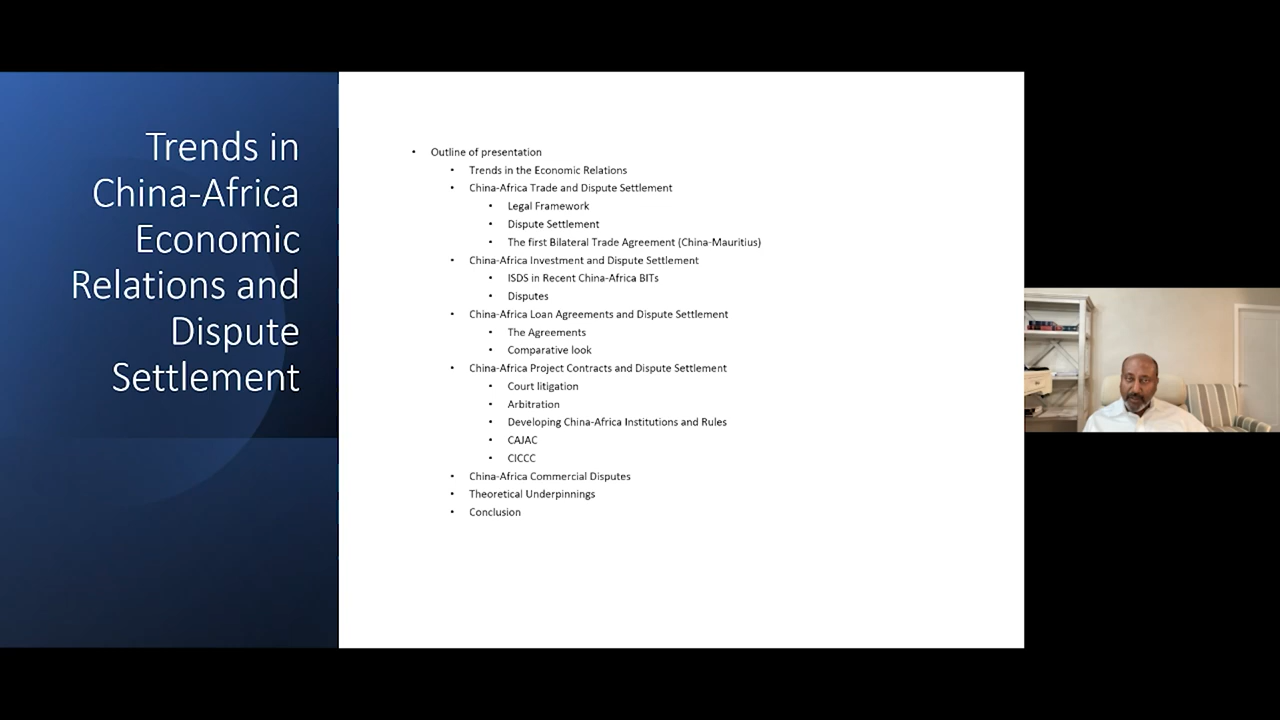 Trends in
China-Africa
Economic
Relations and
Dispute
Settlement
• Outline of presentation
• Trends in the Economic Relations
• China-Africa Trade and Dispute Settlement
• Legal Framework
• Dispute Settlement
• The first Bilateral Trade Agreement (China-Mauritius)
• China-Africa Investment and Dispute Settlement
• ISDS in Recent China-Africa BITs
• Disputes
• China-Africa Loan Agreements and Dispute Settlement
• The Agreements
• Comparative look
• China-Africa Project Contracts and Dispute Settlement
• Court litigation
• Arbitration
• Developing China-Africa Institutions and Rules
• CAJAC
• CICCC
• China-Africa Commercial Disputes
• Theoretical Underpinnings
• Conclusion